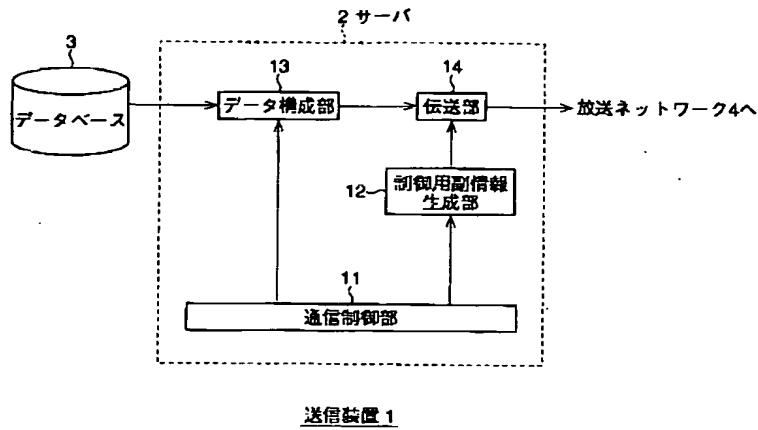 2 サーバ
3
13
14
データベース
データ構成部
伝送部
放送ネットワーク4へ
12
制御用副情報
生成部
11
通信制御部
送信装置1